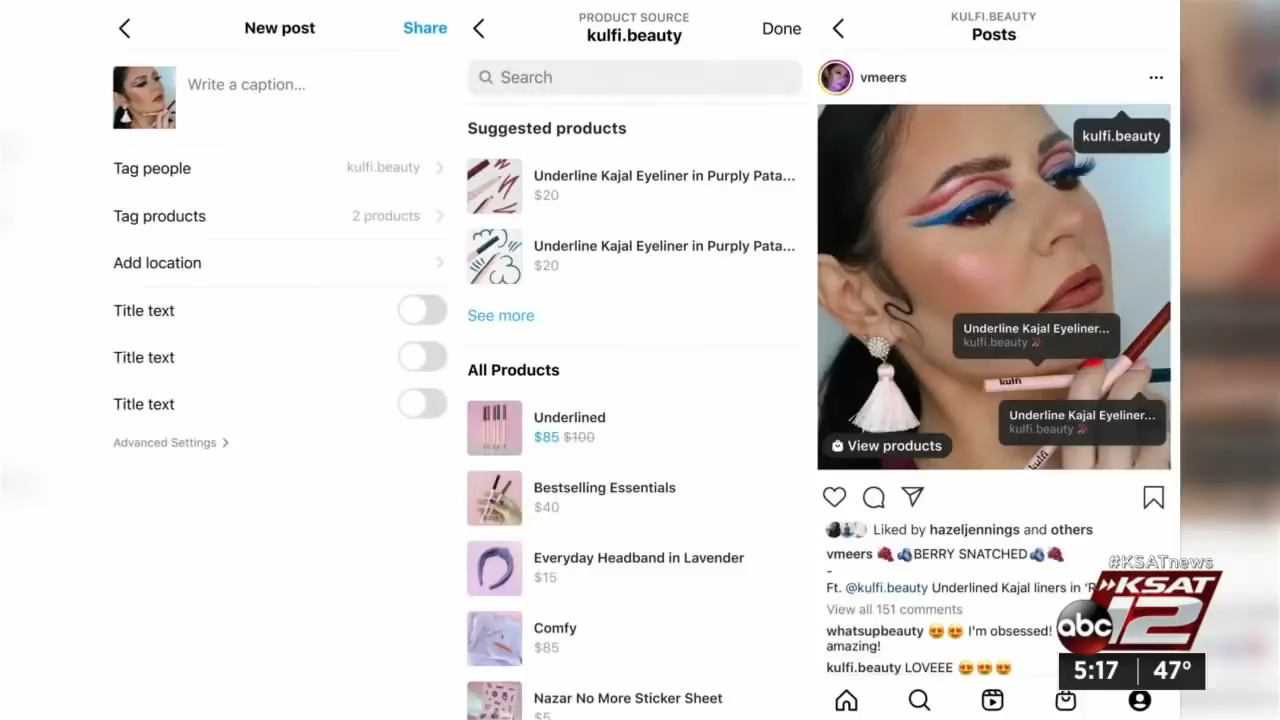 New post
Share
Write a caption...
Tag people
kulfi.beauty
Tag products
2 products
Add location
Title text
Title text
Title text
Advanced Settings
PRODUCT SOURCE
kulfi.beauty
Done
Search
Suggested products
Underline Kajal Eyeliner in Purply Pata...
$20
Underline Kajal Eyeliner in Purply Pata...
$20
See more
All Products
Underlined
$85 $100
Bestselling Essentials
$40
Everyday Headband in Lavender
$15
Comfy
$85
Nazar No More Sticker Sheet
$5
KULFI.BEAUTY
Posts
vmeers
kulfi.beauty
Underline Kajal Eyeliner...
kulfi.beauty
kulfi
Underline Kajal Eyeliner...
kulfi.beauty
kulfi
View products
Liked by hazeljennings and others
vmeers 🍇🫐BERRY SNATCHED🫐🍇
-
Ft. @kulfi.beauty Underlined Kajal liners in
View all 151 comments
whatsupbeauty 😍 😍 I'm obsessed!
amazing!
kulfi.beauty LOVEEE 😍 😍 😍
#KSATnews
KSAT
abc 12
5:17 47°